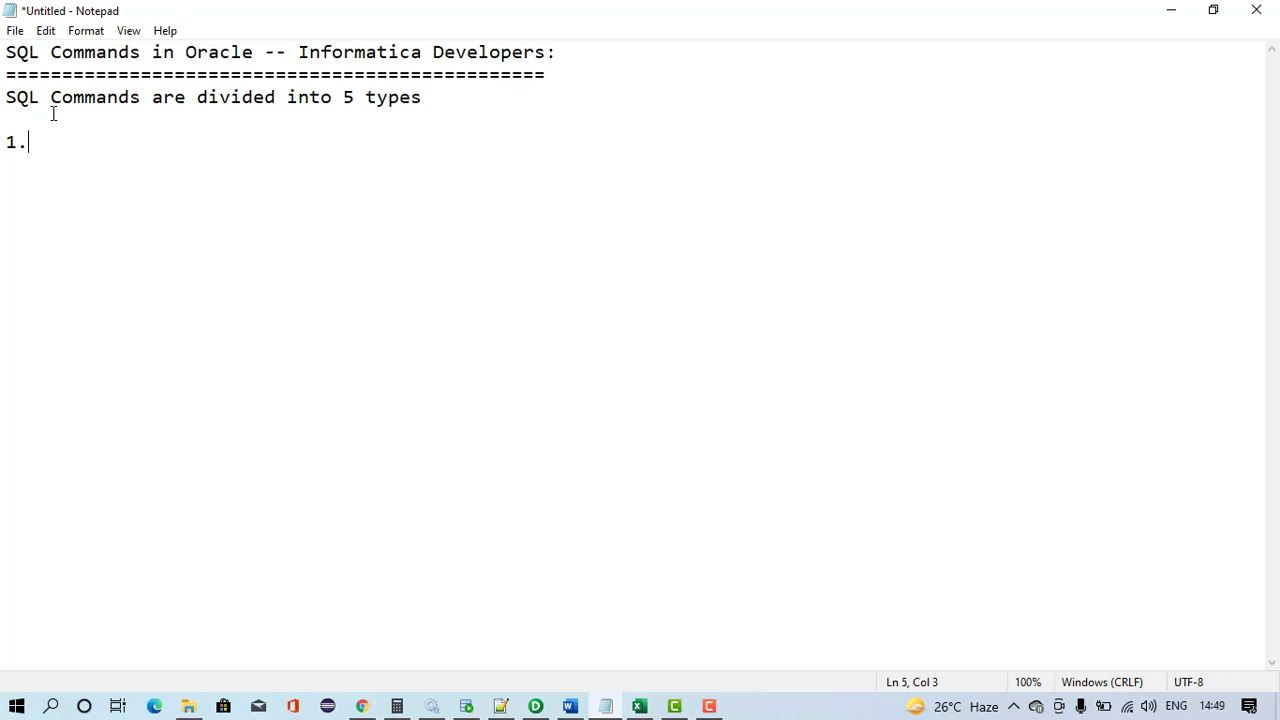 *Untitled - Notepad
File Edit Format View Help
SQL Commands in Oracle -- Informatica Developers:
================================================
SQL Commands are divided into 5 types
1.
Ln 5, Col 3 100% Windows (CRLF) UTF-8
26°C Haze ENG 14:49